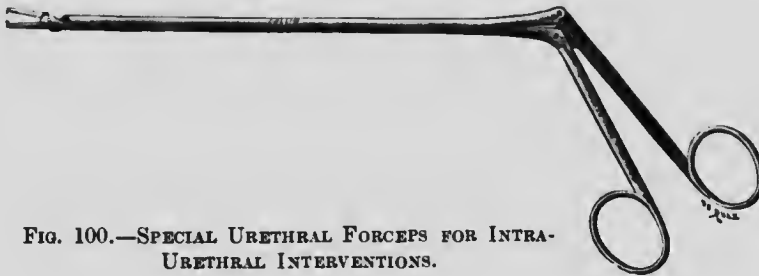 FIG. 100.—SPECIAL URETHRAL FORCEPS FOR INTRA-
URETHRAL INTERVENTIONS.